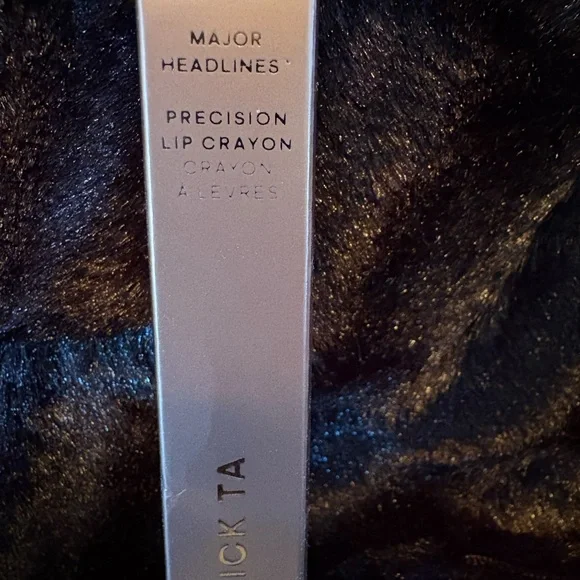 MAJOR
HEADLINES
PRECISION
LIP CRAYON
CRAYON
À LÈVRES
ICK TA